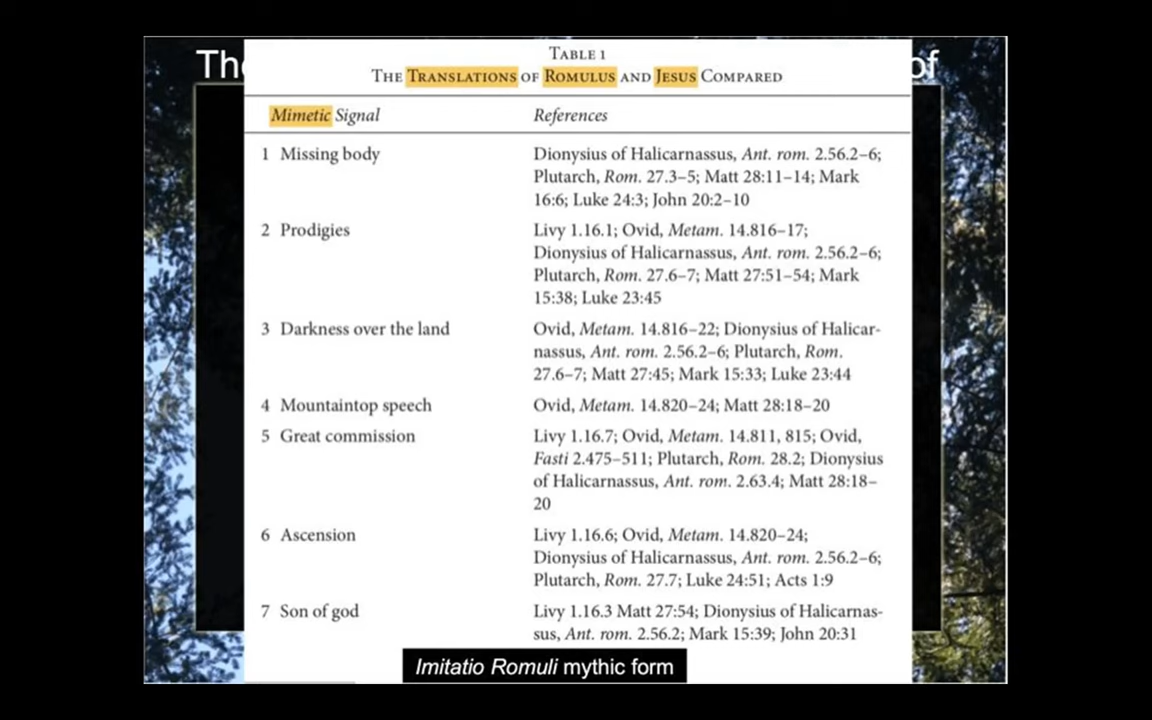 The
of
TABLE 1
THE TRANSLATIONS OF ROMULUS AND JESUS COMPARED
Mimetic Signal References
1 Missing body Dionysius of Halicarnassus, Ant. rom. 2.56.2–6;
Plutarch, Rom. 27.3–5; Matt 28:11–14; Mark
16:6; Luke 24:3; John 20:2–10
2 Prodigies Livy 1.16.1; Ovid, Metam. 14.816–17;
Dionysius of Halicarnassus, Ant. rom. 2.56.2–6;
Plutarch, Rom. 27.6–7; Matt 27:51–54; Mark
15:38; Luke 23:45
3 Darkness over the land Ovid, Metam. 14.816–22; Dionysius of Halicar-
nassus, Ant. rom. 2.56.2–6; Plutarch, Rom.
27.6–7; Matt 27:45; Mark 15:33; Luke 23:44
4 Mountaintop speech Ovid, Metam. 14.820–24; Matt 28:18–20
5 Great commission Livy 1.16.7; Ovid, Metam. 14.811, 815; Ovid,
Fasti 2.475–511; Plutarch, Rom. 28.2; Dionysius
of Halicarnassus, Ant. rom. 2.63.4; Matt 28:18–
20
6 Ascension Livy 1.16.6; Ovid, Metam. 14.820–24;
Dionysius of Halicarnassus, Ant. rom. 2.56.2–6;
Plutarch, Rom. 27.7; Luke 24:51; Acts 1:9
7 Son of god Livy 1.16.3 Matt 27:54; Dionysius of Halicarnas-
sus, Ant. rom. 2.56.2; Mark 15:39; John 20:31
Imitatio Romuli mythic form